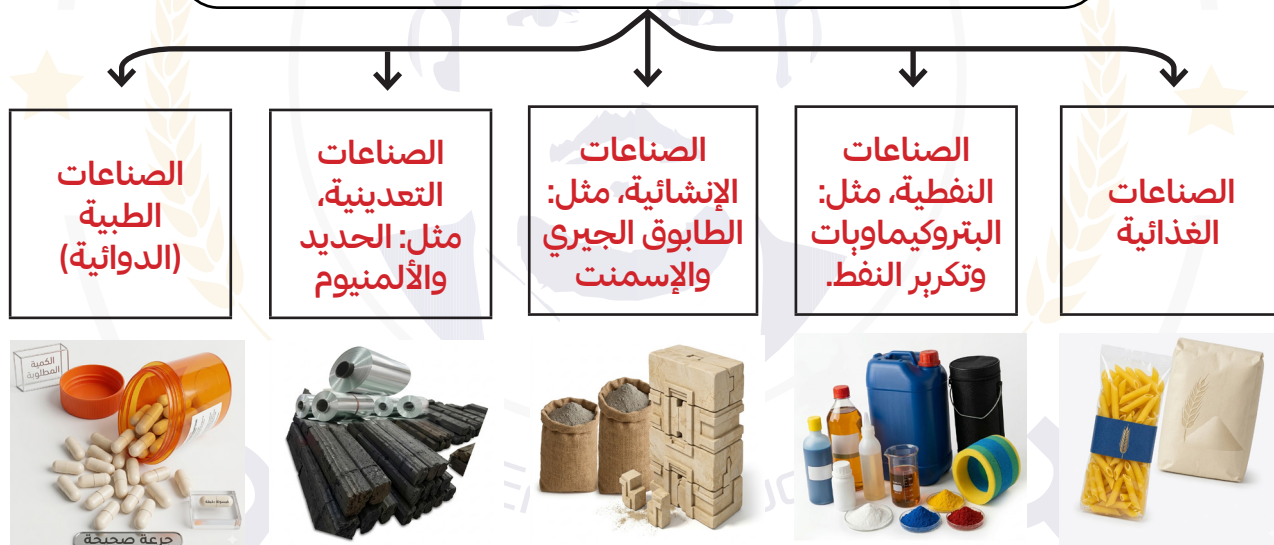 الصناعات
الغذائية
الصناعات
النفطية، مثل:
البتروكيماويات
وتكرير النفط.
الصناعات
الإنشائية، مثل:
الطابوق الجيري
والإسمنت
الصناعات
التعدينية،
مثل: الحديد
والألمنيوم
الصناعات
الطبية
(الدوائية)
الكمية
المطلوبة
جرعة صحيحة